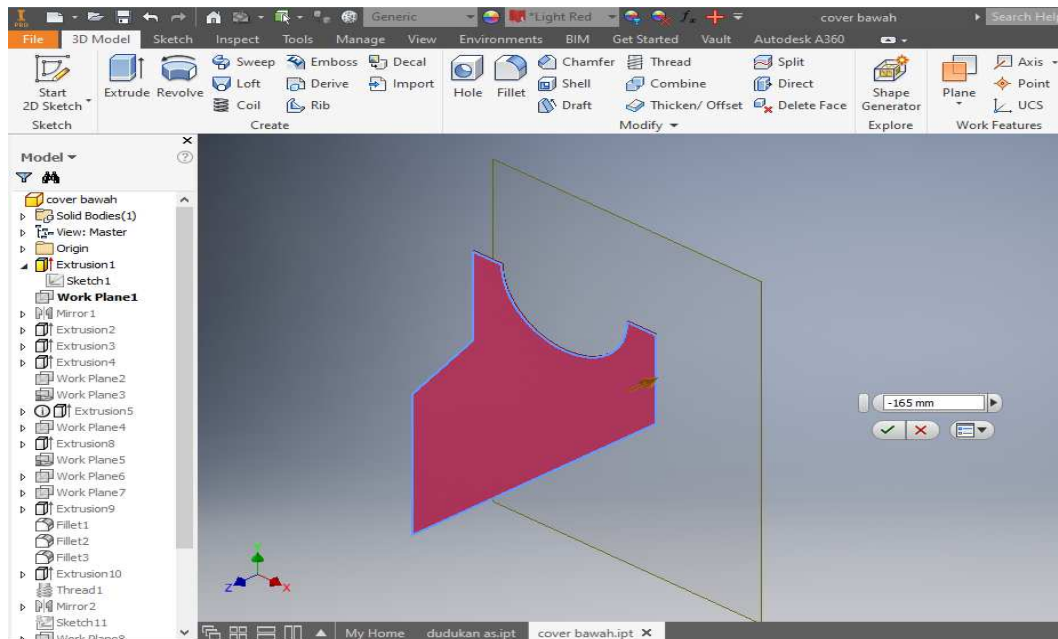 PRO
Generic
*Light Red
cover bawah
Search Help
File 3D Model Sketch Inspect Tools Manage View Environments BIM Get Started Vault Autodesk A360
Start
2D Sketch
Sketch
Extrude Revolve
Sweep Emboss Decal
Loft Derive Import
Coil Rib
Create
Hole Fillet
Chamfer Thread Split
Shell Combine Direct
Draft Thicken/ Offset Delete Face
Modify
Shape
Generator
Explore
Plane
Axis
Point
UCS
Work Features
Model
cover bawah
Solid Bodies(1)
View: Master
Origin
Extrusion1
Sketch1
Work Plane1
Mirror1
Extrusion2
Extrusion3
Extrusion4
Work Plane2
Work Plane3
Extrusion5
Work Plane4
Extrusion8
Work Plane5
Work Plane6
Work Plane7
Extrusion9
Fillet1
Fillet2
Fillet3
Extrusion10
Thread1
Mirror2
Sketch11
Work Plane8
-165 mm
Y
Z
X
My Home dudukan as.ipt cover bawah.ipt